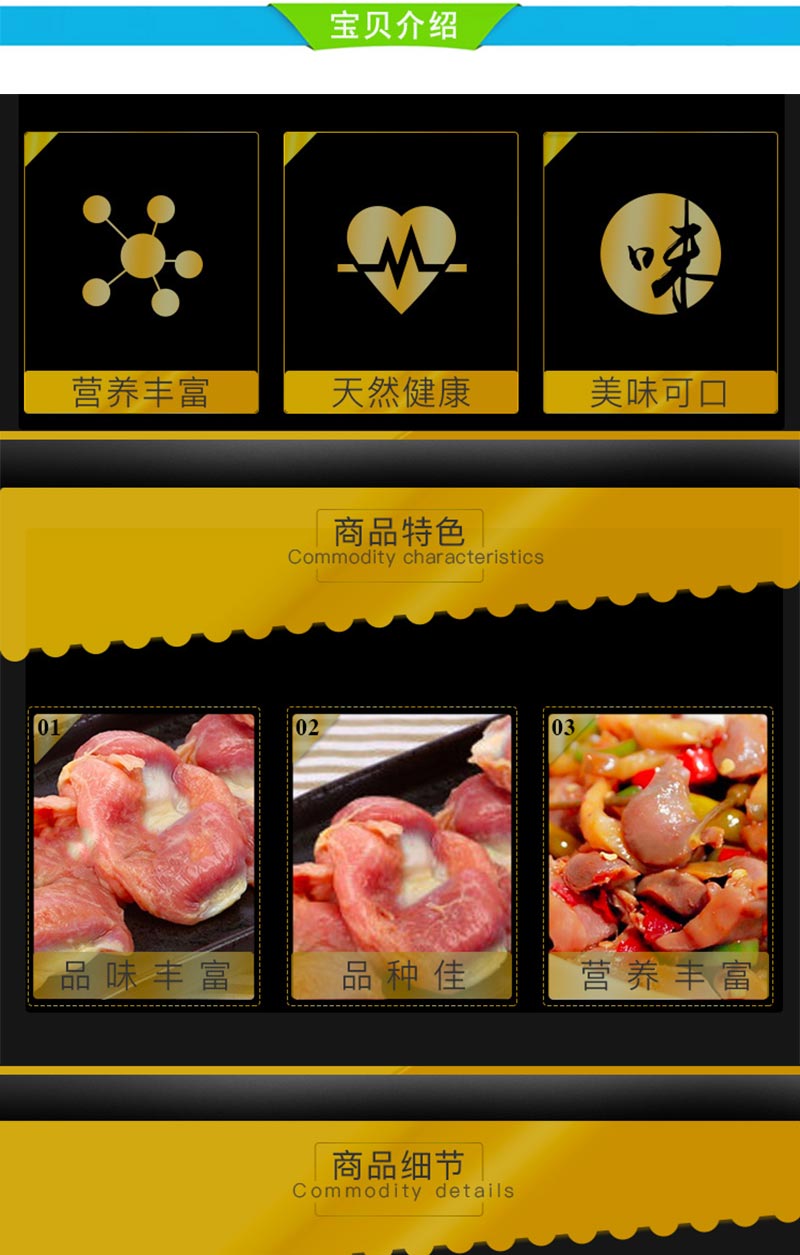 宝贝介绍
味
营养丰富
天然健康
美味可口
商品特色
Commodity characteristics
01
02
03
品味丰富
品种佳
营养丰富
商品细节
Commodity details